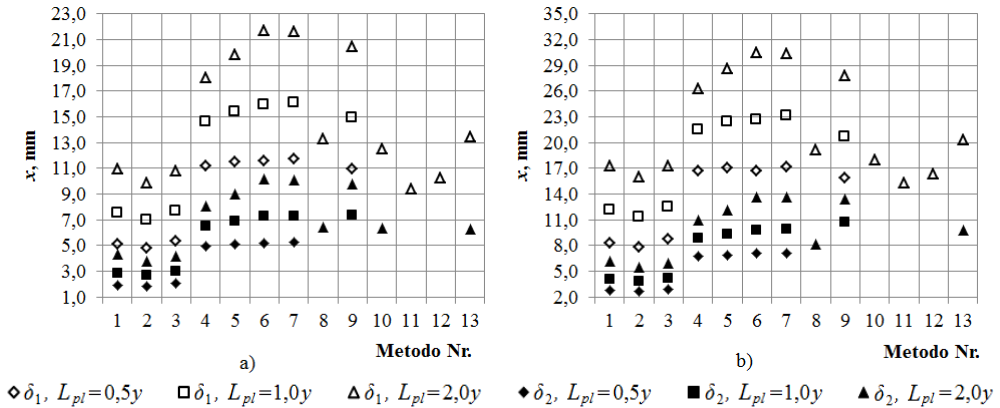 23,0
21,0
19,0
17,0
15,0
13,0
11,0
9,0
7,0
5,0
3,0
1,0
x, mm
1 2 3 4 5 6 7 8 9 10 11 12 13
Metodo Nr.
a)
35,0
32,0
29,0
26,0
23,0
20,0
17,0
14,0
11,0
8,0
5,0
2,0
x, mm
1 2 3 4 5 6 7 8 9 10 11 12 13
Metodo Nr.
b)
δ₁, Lpl=0,5y δ₁, Lpl=1,0y δ₁, Lpl=2,0y δ₂, Lpl=0,5y δ₂, Lpl=1,0y δ₂, Lpl=2,0y